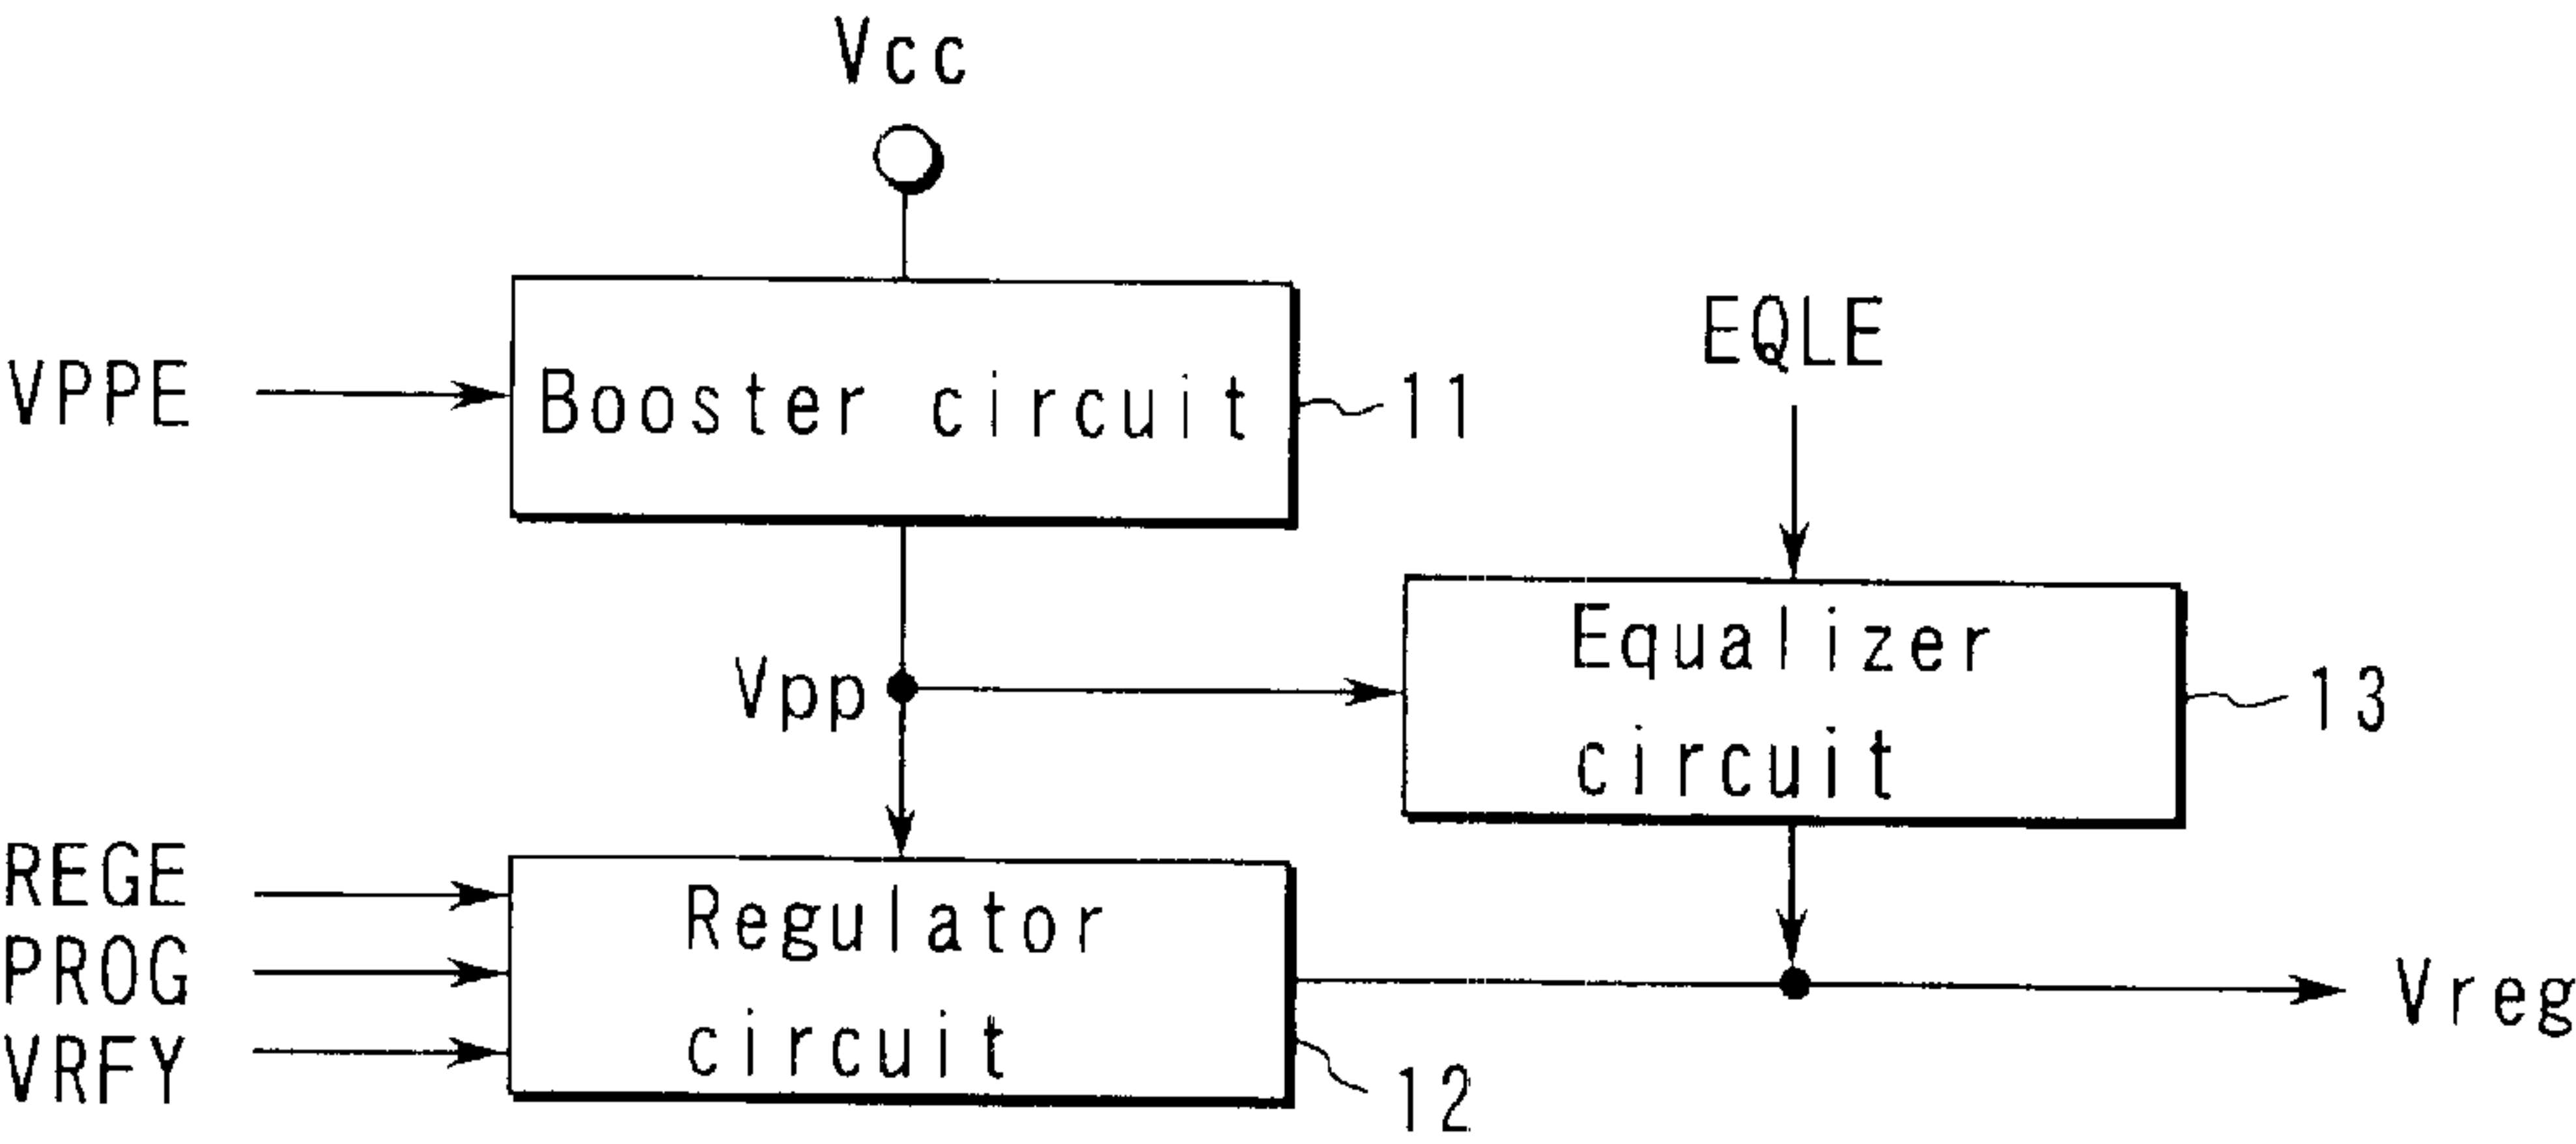 Vcc
VPPE
Booster circuit
11
EQLE
Equalizer
circuit
13
Vpp
REGE
PROG
VRFY
Regulator
circuit
12
Vreg